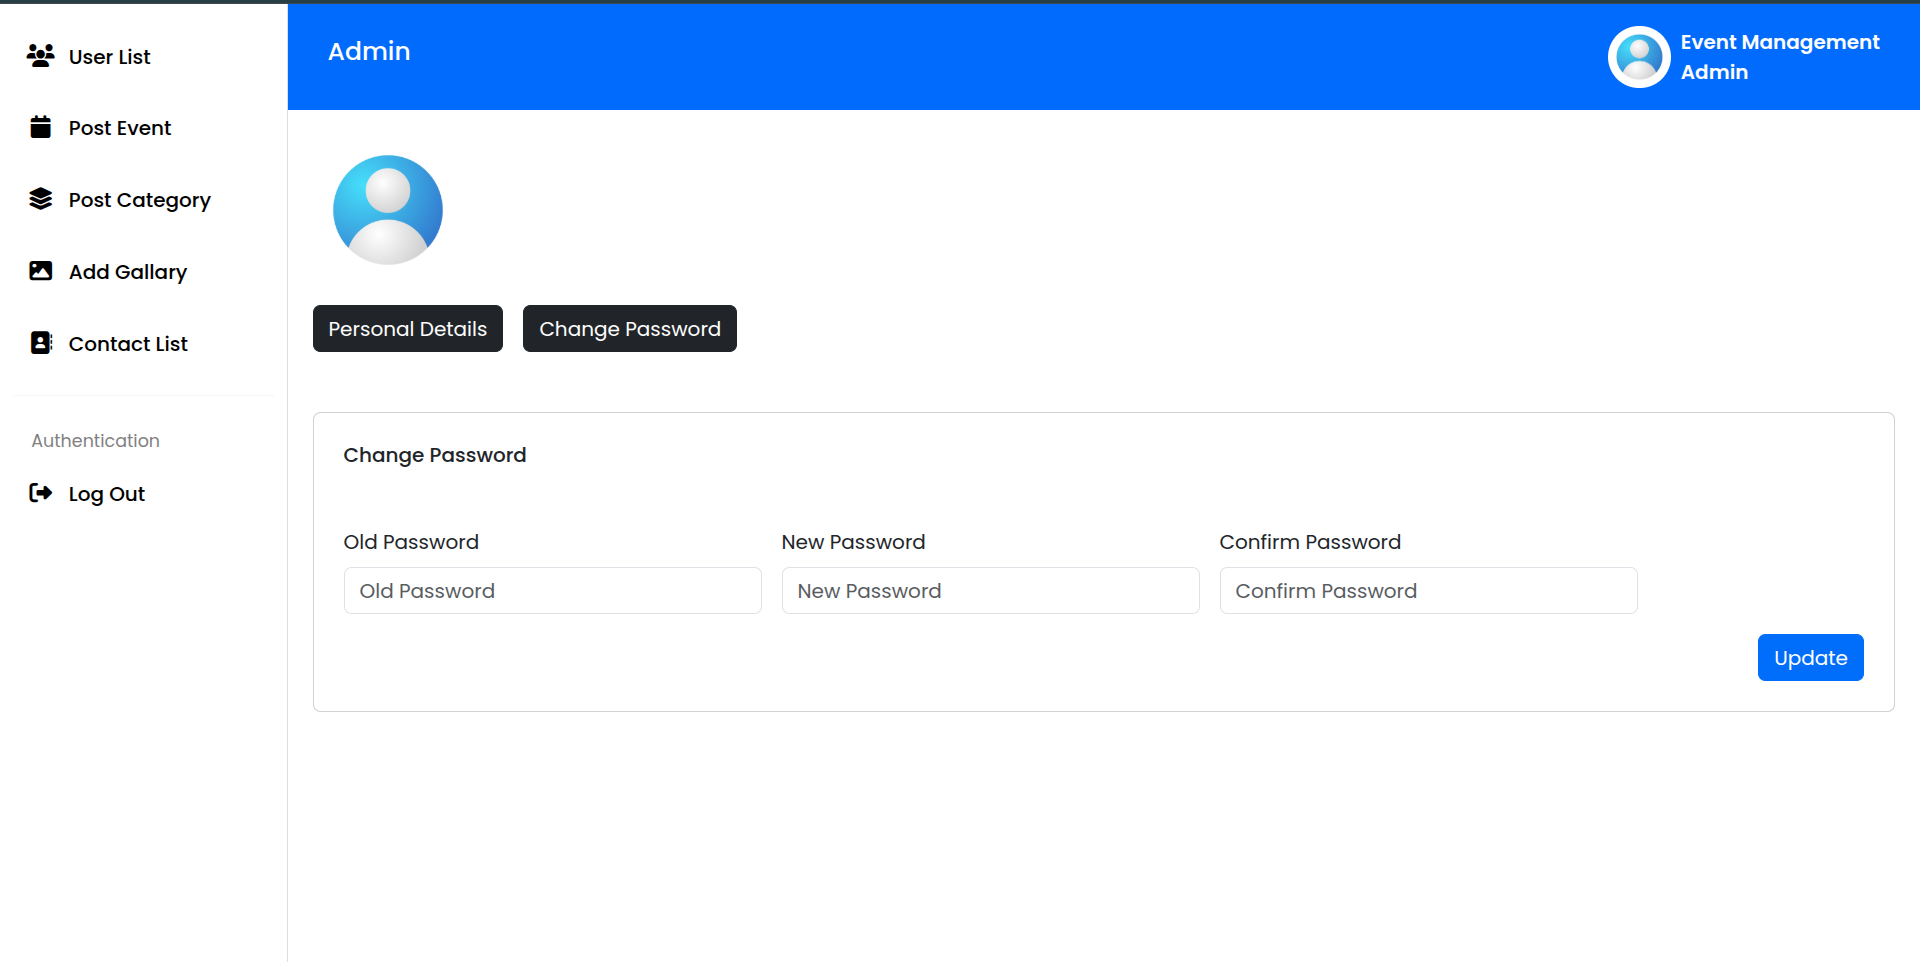 User List
Post Event
Post Category
Add Gallary
Contact List
Authentication
Log Out
Admin
Event Management
Admin
Personal Details
Change Password
Change Password
Old Password
New Password
Confirm Password
Old Password
New Password
Confirm Password
Update